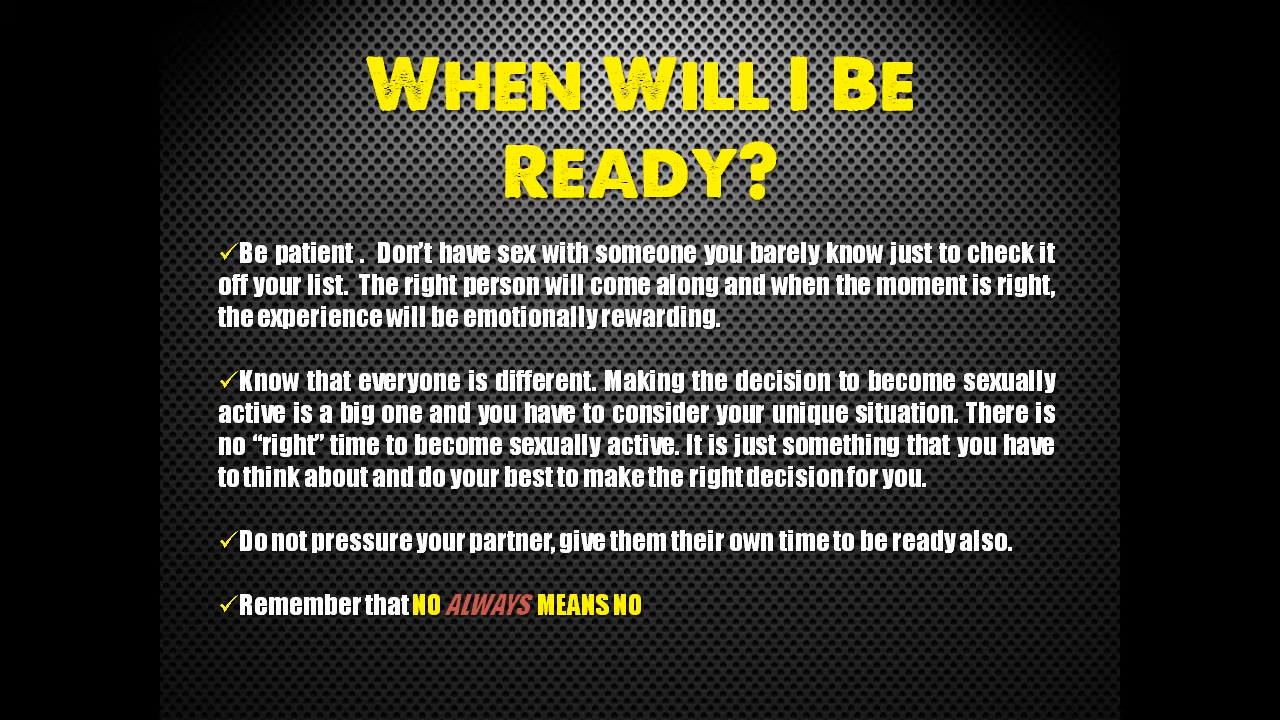 When Will I Be
Ready?
✓Be patient .  Don't have sex with someone you barely know just to check it
off your list.  The right person will come along and when the moment is right,
the experience will be emotionally rewarding.
✓Know that everyone is different. Making the decision to become sexually
active is a big one and you have to consider your unique situation. There is
no “right” time to become sexually active. It is just something that you have
to think about and do your best to make the right decision for you.
✓Do not pressure your partner, give them their own time to be ready also.
✓Remember that NO ALWAYS MEANS NO